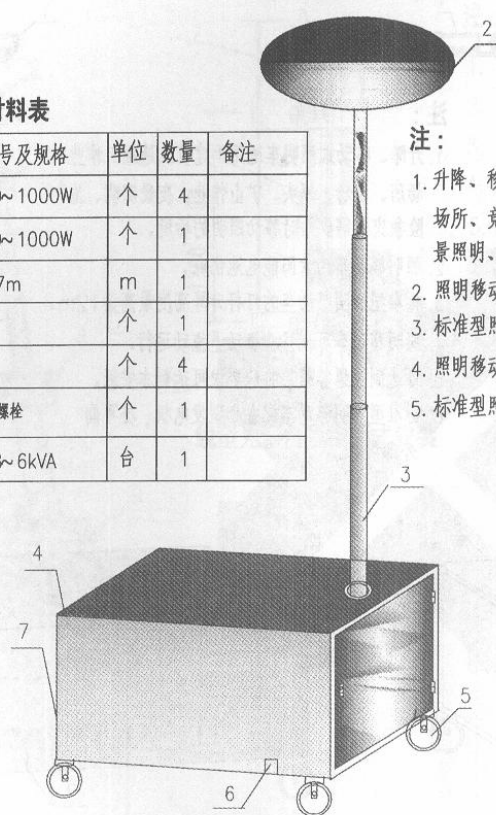 材料表
号及规格 单位 数量 备注
~1000W 个 4
~1000W 个 1
7m m 1
个 1
个 4
螺栓 个 1
~6kVA 台 1
注：
1. 升降、移
场所、竞
景照明、
2. 照明移动
3. 标准型照
4. 照明移动
5. 标准型照
2
3
4
7
5
6